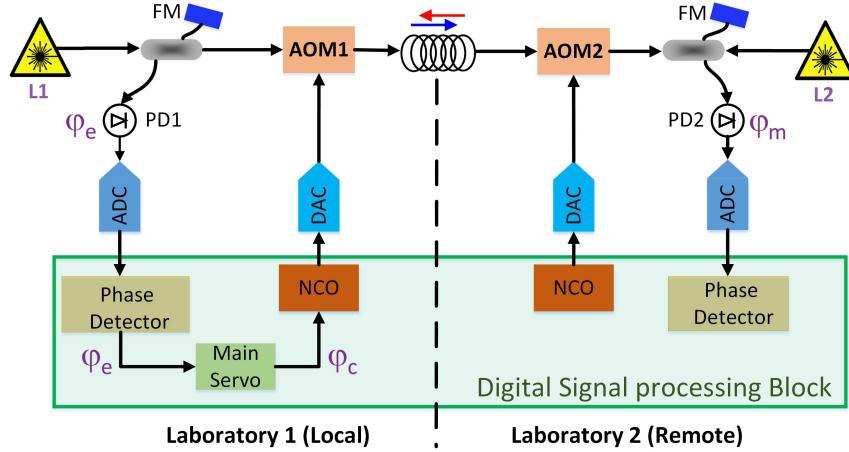 FM
FM
AOM1
AOM2
L1
L2
φe
PD1
PD2
φm
ADC
DAC
DAC
ADC
Phase
Detector
NCO
NCO
Phase
Detector
φe
Main
Servo
φc
Digital Signal processing Block
Laboratory 1 (Local)
Laboratory 2 (Remote)